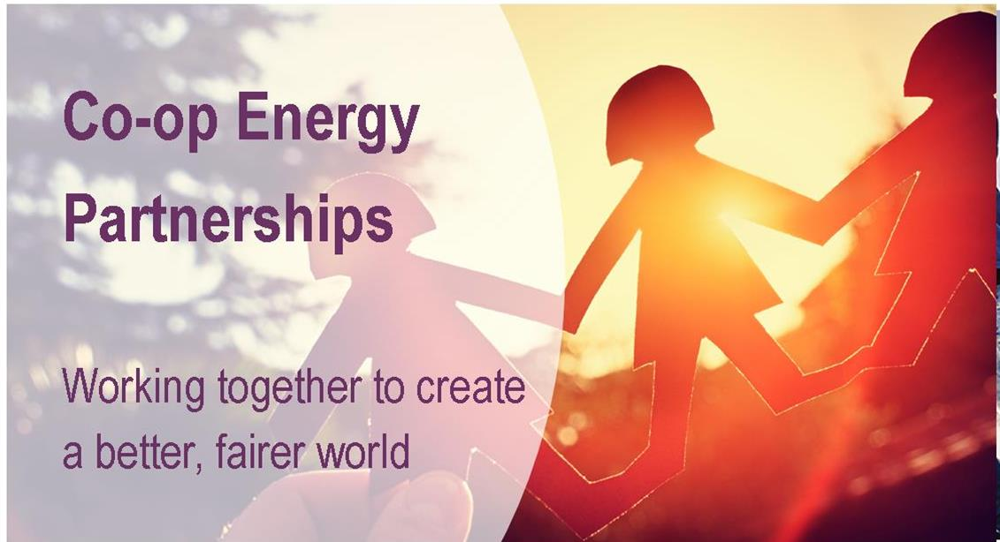 Co-op Energy
Partnerships
Working together to create
a better, fairer world